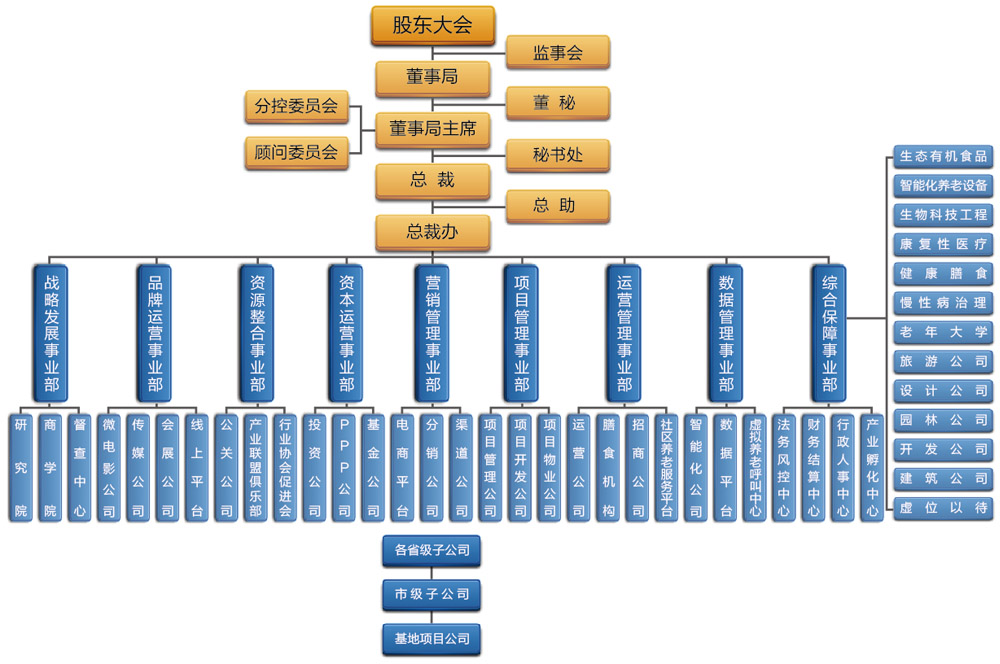 股东大会
监事会
董事局
董 秘
分控委员会
董事局主席
顾问委员会
秘书处
总 裁
总 助
总裁办
战略发展事业部
品牌运营事业部
资源整合事业部
资本运营事业部
营销管理事业部
项目管理事业部
运营管理事业部
数据管理事业部
综合保障事业部
研究院
商学院
督查中心
微电影公司
传媒公司
会展公司
线上平台
公关公司
产业联盟俱乐部
行业协会促进会
投资公司
PPP公司
基金公司
电商平台
分销公司
渠道公司
项目管理公司
项目开发公司
项目物业公司
运营公司
膳食机构
招商公司
社区养老服务平台
智能化公司
数据平台
虚拟养老呼叫中心
法务风控中心
财务结算中心
行政人事中心
产业孵化中心
生态有机食品
智能化养老设备
生物科技工程
康复性医疗
健康膳食
慢性病治理
老年大学
旅游公司
设计公司
园林公司
开发公司
建筑公司
虚位以待
各省级子公司
市级子公司
基地项目公司